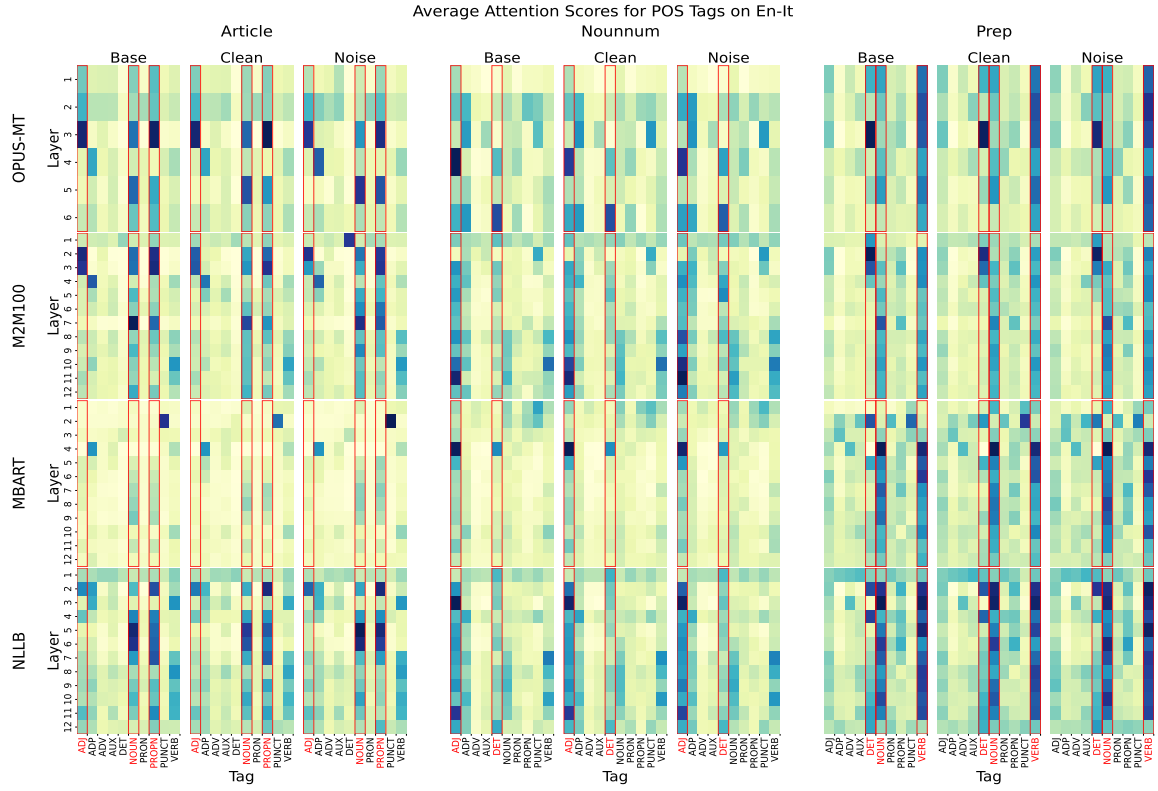 Average Attention Scores for POS Tags on En-It
Article Nounnum Prep
Base Clean Noise Base Clean Noise Base Clean Noise
OPUS-MT
Layer
1
2
3
4
5
6
M2M100
Layer
1
2
3
4
5
6
7
8
9
10
11
12
MBART
Layer
1
2
3
4
5
6
7
8
9
10
11
12
NLLB
Layer
1
2
3
4
5
6
7
8
9
10
11
12
ADJ ADP ADV AUX DET NOUN PRON PROPN PUNCT VERB ADJ ADP ADV AUX DET NOUN PRON PROPN PUNCT VERB ADJ ADP ADV AUX DET NOUN PRON PROPN PUNCT VERB
ADJ ADP ADV AUX DET NOUN PRON PROPN PUNCT VERB ADJ ADP ADV AUX DET NOUN PRON PROPN PUNCT VERB ADJ ADP ADV AUX DET NOUN PRON PROPN PUNCT VERB
ADJ ADP ADV AUX DET NOUN PRON PROPN PUNCT VERB ADJ ADP ADV AUX DET NOUN PRON PROPN PUNCT VERB ADJ ADP ADV AUX DET NOUN PRON PROPN PUNCT VERB
Tag Tag Tag